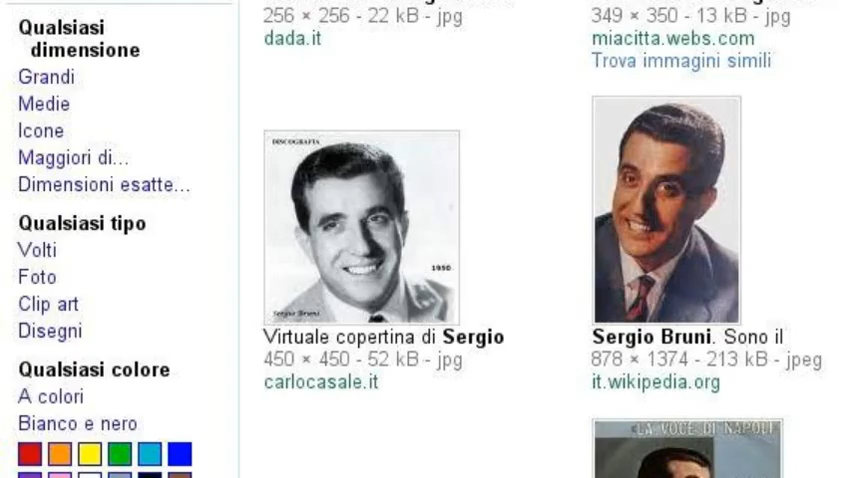 Qualsiasi
dimensione
Grandi
Medie
Icone
Maggiori di...
Dimensioni esatte...
Qualsiasi tipo
Volti
Foto
Clip art
Disegni
Qualsiasi colore
A colori
Bianco e nero
256 × 256 - 22 kB - jpg
dada.it
349 × 350 - 13 kB - jpg
miacitta.webs.com
Trova immagini simili
DISCOGRAFIA
1950
Sergio Bruni
Virtuale copertina di Sergio
450 × 450 - 52 kB - jpg
carlocasale.it
Sergio Bruni. Sono il
878 × 1374 - 213 kB - jpeg
it.wikipedia.org
LA VOCE DI NAPOLI